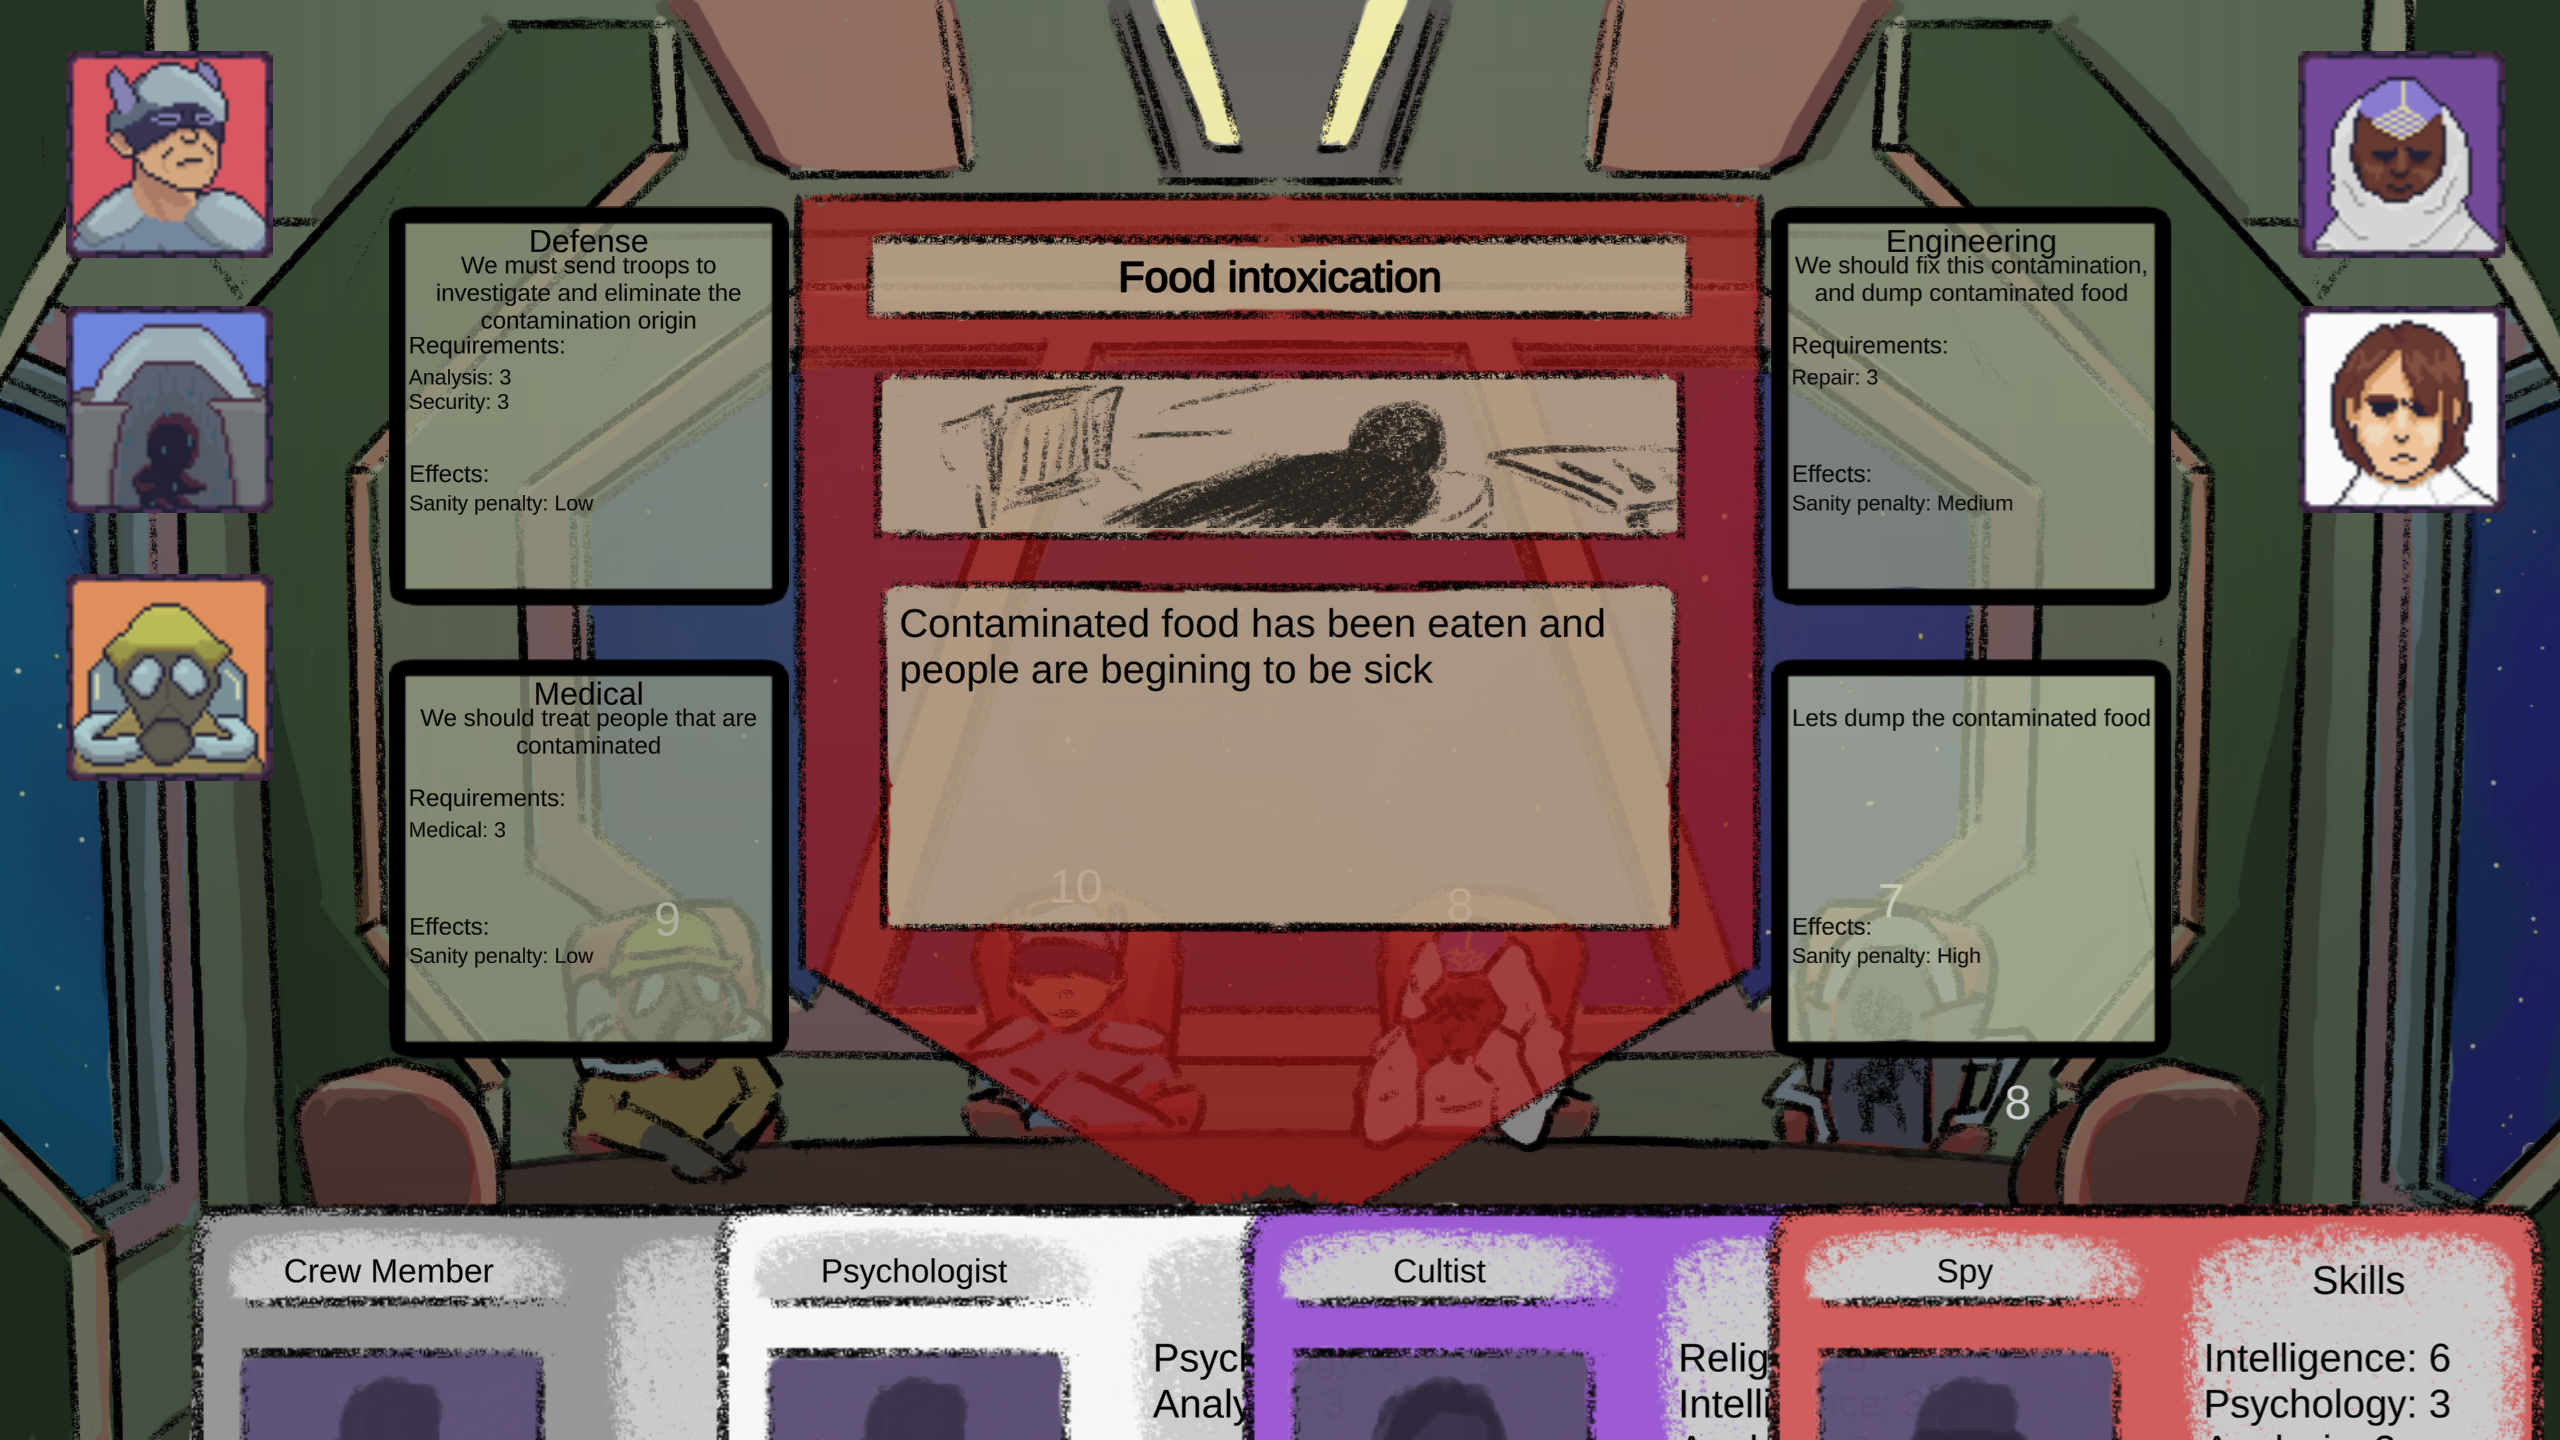 Defense
We must send troops to
investigate and eliminate the
contamination origin
Requirements:
Analysis: 3
Security: 3
Effects:
Sanity penalty: Low
Medical
We should treat people that are
contaminated
Requirements:
Medical: 3
9
Effects:
Sanity penalty: Low
Food intoxication
Contaminated food has been eaten and
people are begining to be sick
10
8
Engineering
We should fix this contamination,
and dump contaminated food
Requirements:
Repair: 3
Effects:
Sanity penalty: Medium
Lets dump the contaminated food
7
Effects:
Sanity penalty: High
8
Crew Member
Psychologist
Cultist
Spy
Skills
Intelligence: 6
Psychology: 3